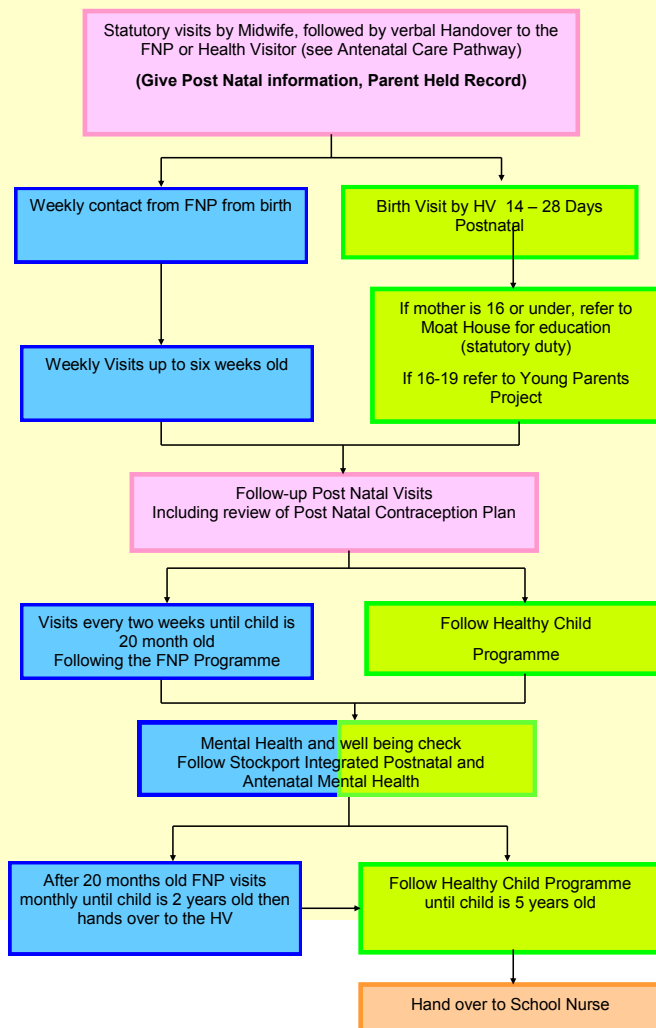 Statutory visits by Midwife, followed by verbal Handover to the
FNP or Health Visitor (see Antenatal Care Pathway)
(Give Post Natal information, Parent Held Record)
Weekly contact from FNP from birth
Birth Visit by HV 14 – 28 Days
Postnatal
If mother is 16 or under, refer to
Moat House for education
(statutory duty)
If 16-19 refer to Young Parents
Project
Weekly Visits up to six weeks old
Follow-up Post Natal Visits
Including review of Post Natal Contraception Plan
Visits every two weeks until child is
20 month old
Following the FNP Programme
Follow Healthy Child
Programme
Mental Health and well being check
Follow Stockport Integrated Postnatal and
Antenatal Mental Health
After 20 months old FNP visits
monthly until child is 2 years old then
hands over to the HV
Follow Healthy Child Programme
until child is 5 years old
Hand over to School Nurse